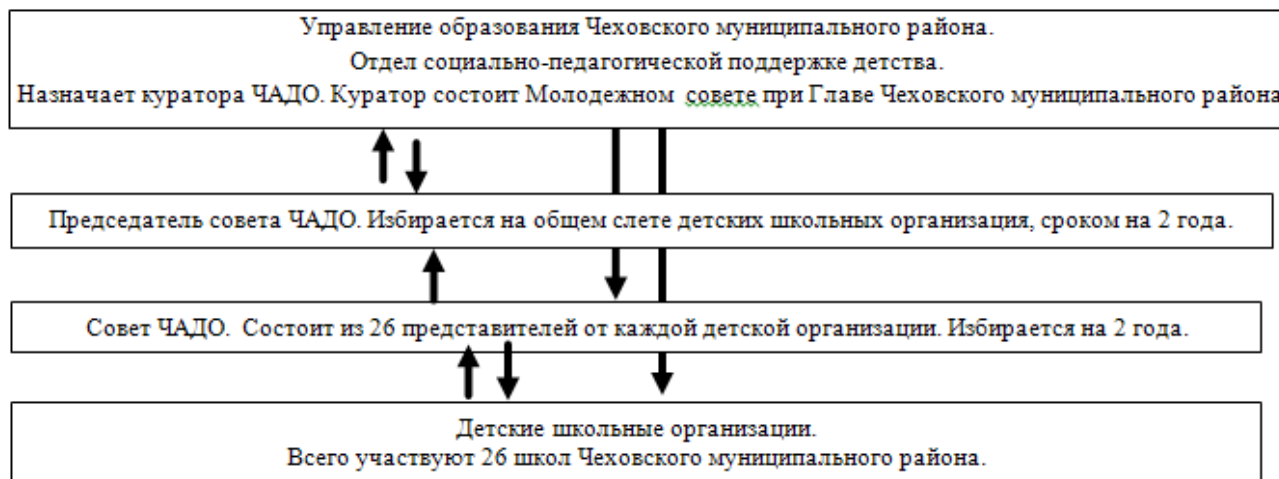 Управление образования Чеховского муниципального района.
Отдел социально-педагогической поддержке детства.
Назначает куратора ЧАДО. Куратор состоит Молодежном совете при Главе Чеховского муниципального района
Председатель совета ЧАДО. Избирается на общем слете детских школьных организация, сроком на 2 года.
Совет ЧАДО. Состоит из 26 представителей от каждой детской организации. Избирается на 2 года.
Детские школьные организации.
Всего участвуют 26 школ Чеховского муниципального района.